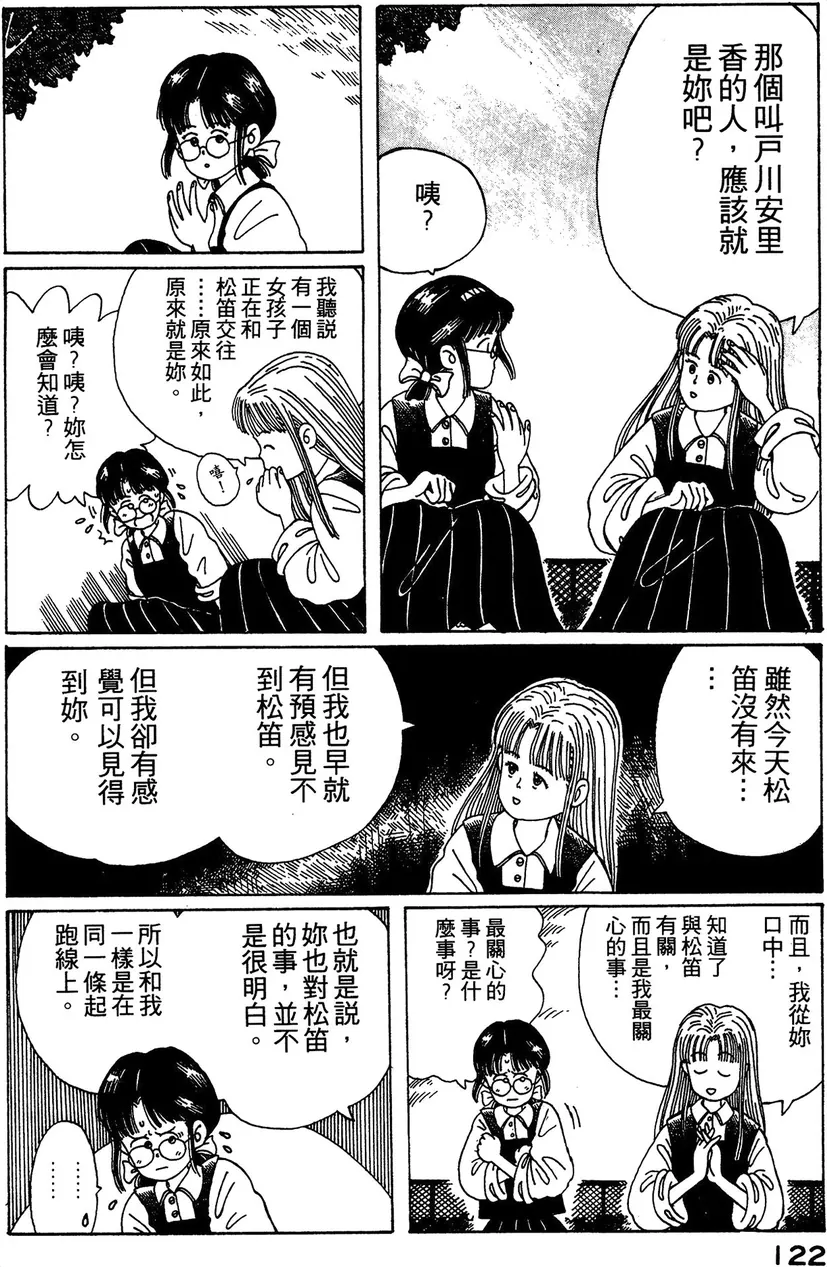 那個叫戸川安里
香的人，應該就
是妳吧？
咦？
我聽説
有一個
女孩子
正在和
松笛交往
……原來如此，
原來就是妳。
嘻…
咦？咦？妳怎
麼會知道？
雖然今天松
笛沒有來…
…
但我也早就
有預感見不
到松笛。
但我卻有感
覺可以見得
到妳。
而且，我從妳
口中…
知道了
與松笛
有關，
而且是我最關
心的事…
最關心的
事？是什
麼事呀？
也就是説，
妳也對松笛
的事，並不
是很明白。
所以和我
一樣是在
同一條起
跑線上。
……
……
122